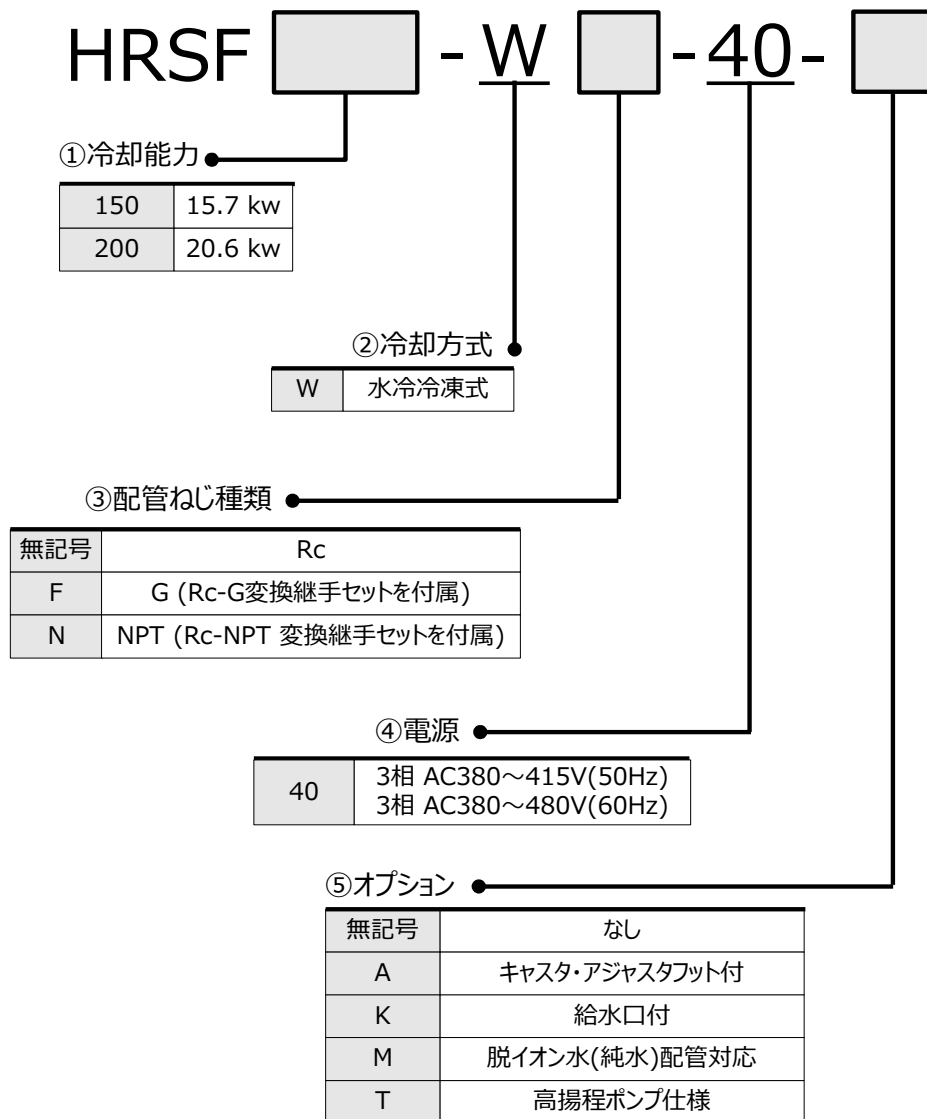 HRSF - W - 40 -
①冷却能力
150 15.7 kw
200 20.6 kw
②冷却方式
W 水冷冷凍式
③配管ねじ種類
無記号 Rc
F G (Rc-G変換継手セットを付属)
N NPT (Rc-NPT 変換継手セットを付属)
④電源
40 3相 AC380～415V(50Hz)
3相 AC380～480V(60Hz)
⑤オプション
無記号 なし
A キャスタ・アジャスタフット付
K 給水口付
M 脱イオン水(純水)配管対応
T 高揚程ポンプ仕様